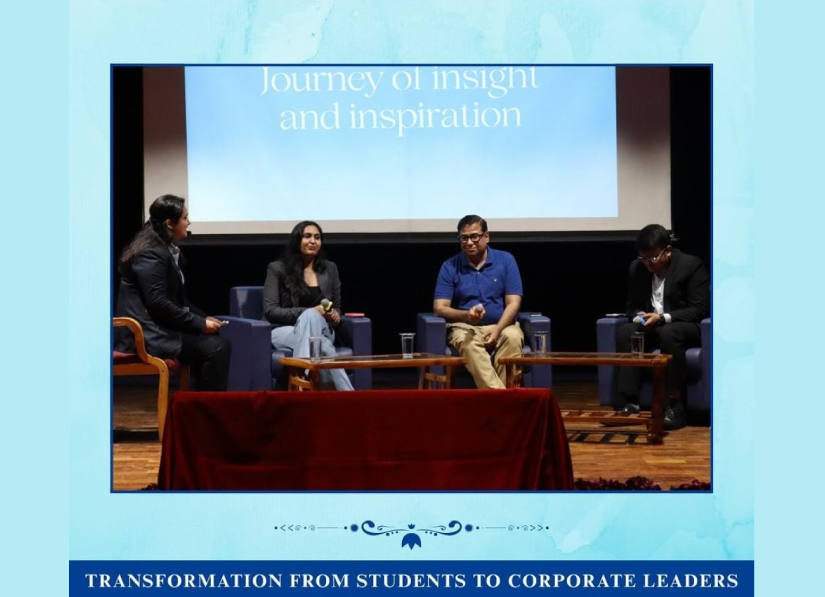 Journey of insight
and inspiration
TRANSFORMATION FROM STUDENTS TO CORPORATE LEADERS